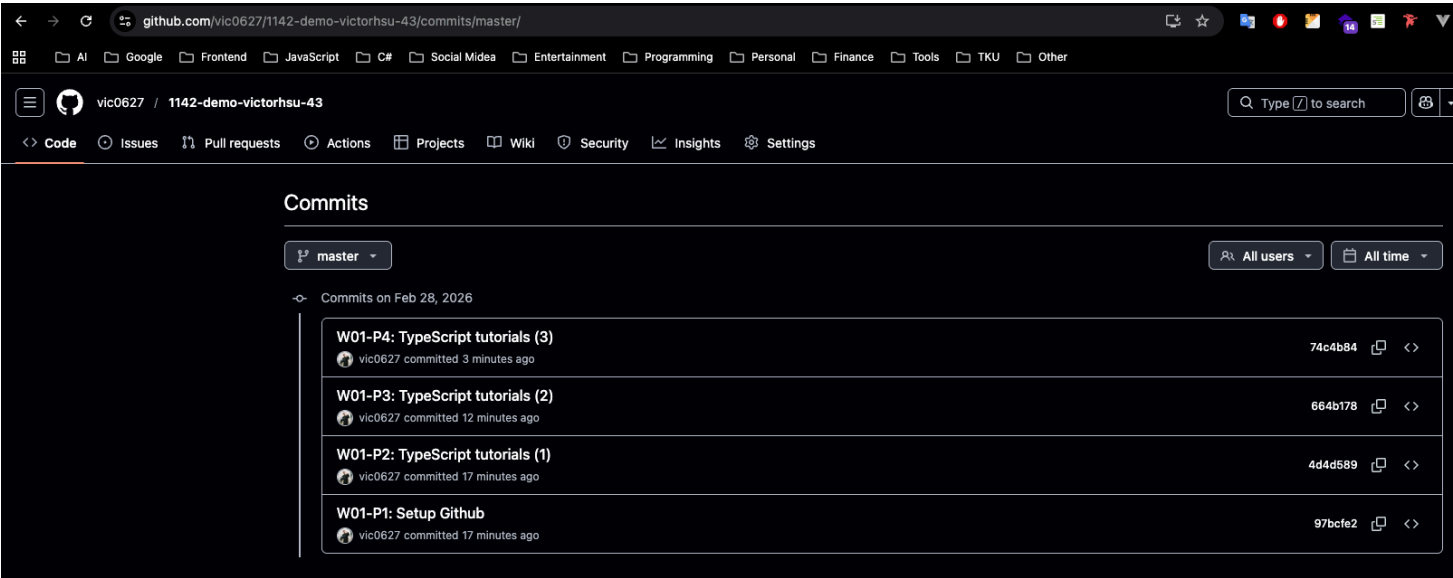 github.com/vic0627/1142-demo-victorhsu-43/commits/master/
14
AI Google Frontend JavaScript C# Social Midea Entertainment Programming Personal Finance Tools TKU Other
vic0627 / 1142-demo-victorhsu-43
Type / to search
<> Code Issues Pull requests Actions Projects Wiki Security Insights Settings
Commits
master
All users All time
Commits on Feb 28, 2026
W01-P4: TypeScript tutorials (3)
vic0627 committed 3 minutes ago
74c4b84
W01-P3: TypeScript tutorials (2)
vic0627 committed 12 minutes ago
664b178
W01-P2: TypeScript tutorials (1)
vic0627 committed 17 minutes ago
4d4d589
W01-P1: Setup Github
vic0627 committed 17 minutes ago
97bcfe2